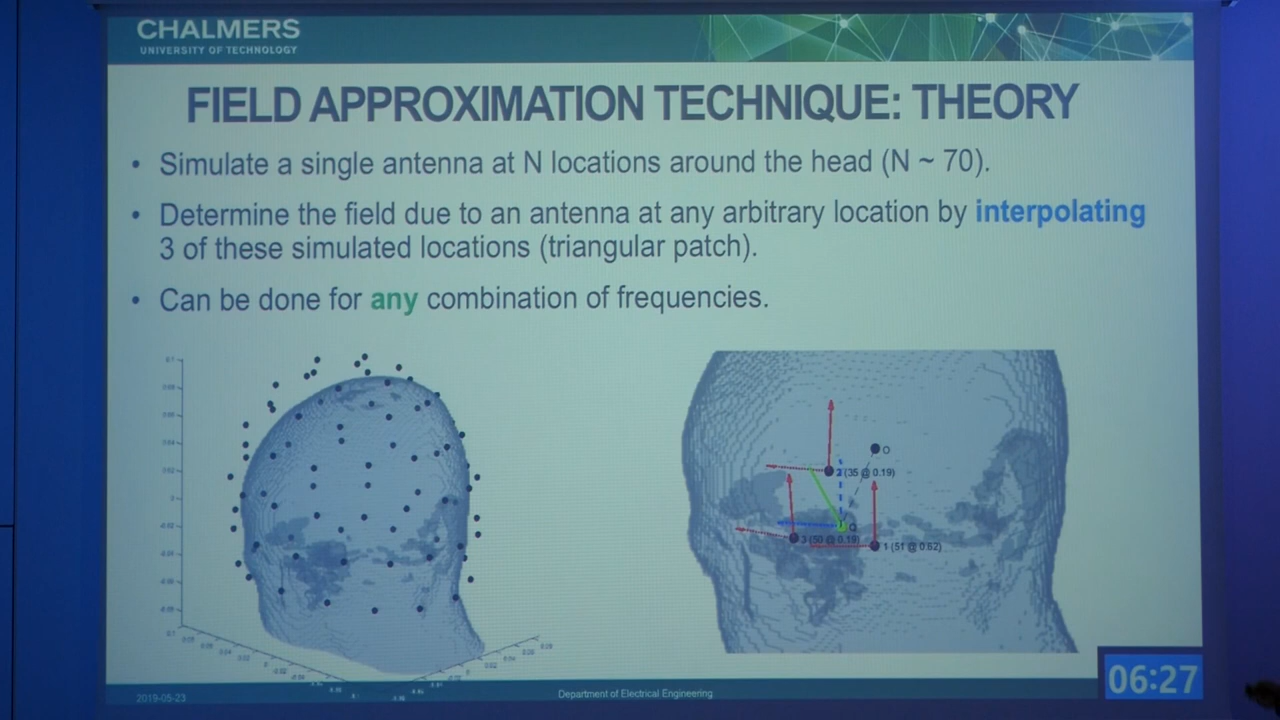 CHALMERS
UNIVERSITY OF TECHNOLOGY
FIELD APPROXIMATION TECHNIQUE: THEORY
• Simulate a single antenna at N locations around the head (N ~ 70).
• Determine the field due to an antenna at any arbitrary location by interpolating
3 of these simulated locations (triangular patch).
• Can be done for any combination of frequencies.
O
2 (35 @ 0.19)
3 (50 @ 0.19)
1 (51 @ 0.62)
2019-05-23
Department of Electrical Engineering
06:27